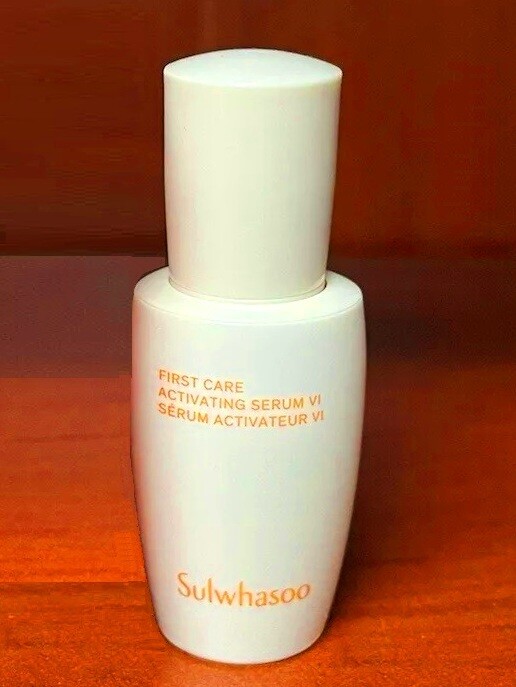 FIRST CARE
ACTIVATING SERUM VI
SÉRUM ACTIVATEUR VI
Sulwhasoo